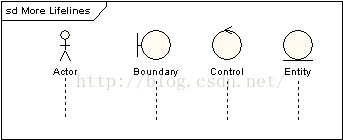 sd More Lifelines
Actor
Boundary
Control
Entity
http://blog.csdn.net/